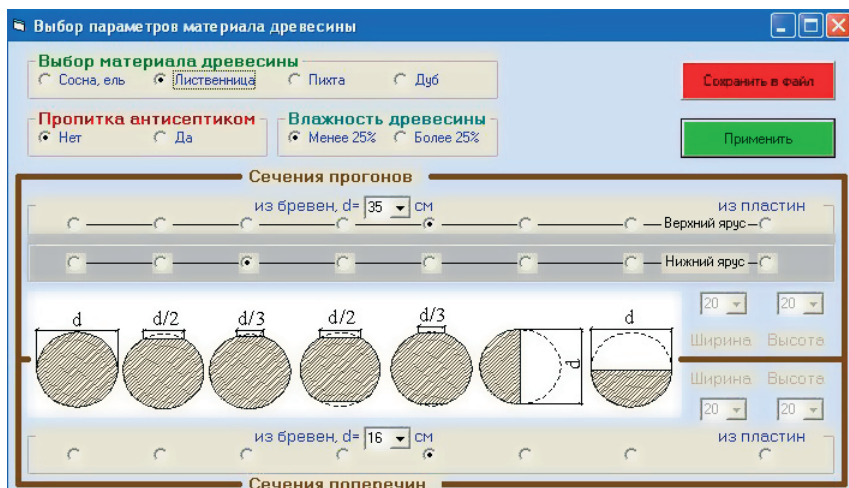 Выбор параметров материала древесины
Выбор материала древесины
Сосна, ель Лиственница Пихта Дуб
Сохранить в файл
Пропитка антисептиком Влажность древесины
Нет Да Менее 25% Более 25%
Применить
Сечения прогонов
из бревен, d= 35 см из пластин
Верхний ярус
Нижний ярус
d d/2 d/3 d/2 d/3 d d
20 20
Ширина Высота
Ширина Высота
20 20
из бревен, d= 16 см из пластин
Сечения поперечин